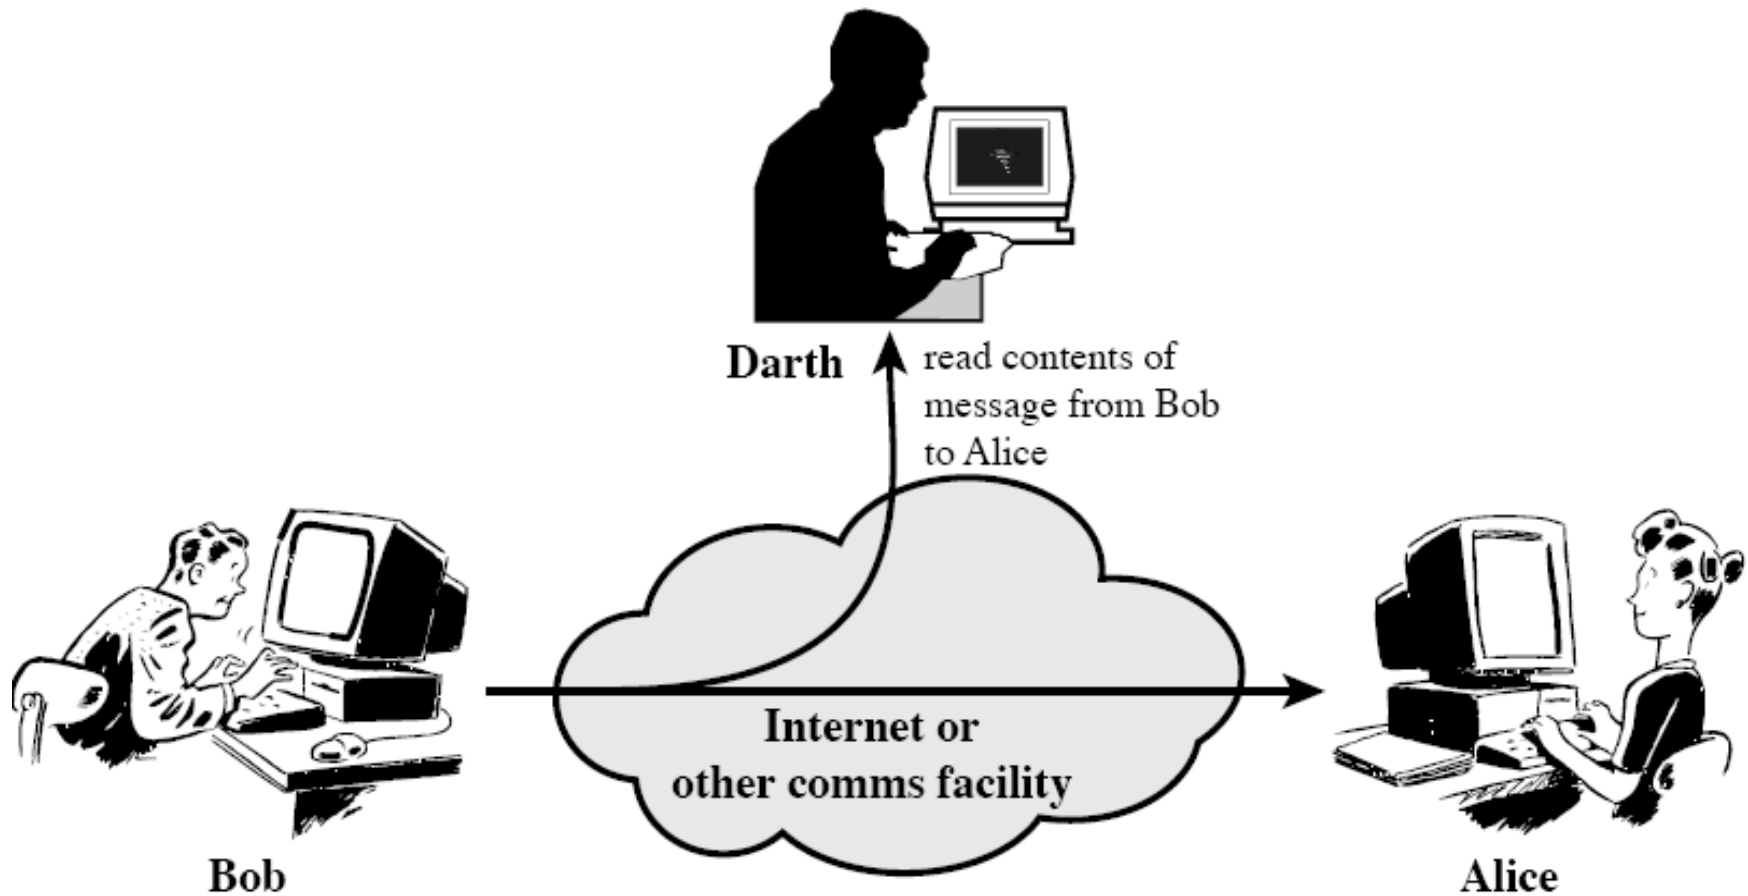 Darth
read contents of
message from Bob
to Alice
Internet or
other comms facility
Bob
Alice